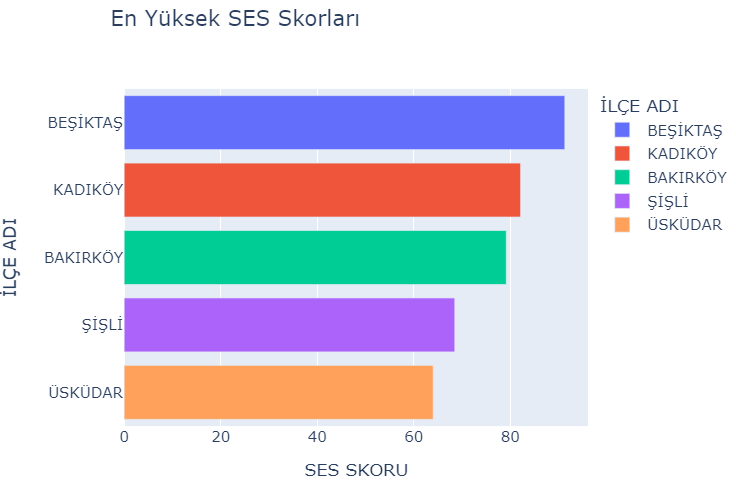 En Yüksek SES Skorları
İLÇE ADI
BEŞİKTAŞ
KADIKÖY
BAKIRKÖY
ŞİŞLİ
ÜSKÜDAR
0 20 40 60 80
SES SKORU
İLÇE ADI
BEŞİKTAŞ
KADIKÖY
BAKIRKÖY
ŞİŞLİ
ÜSKÜDAR